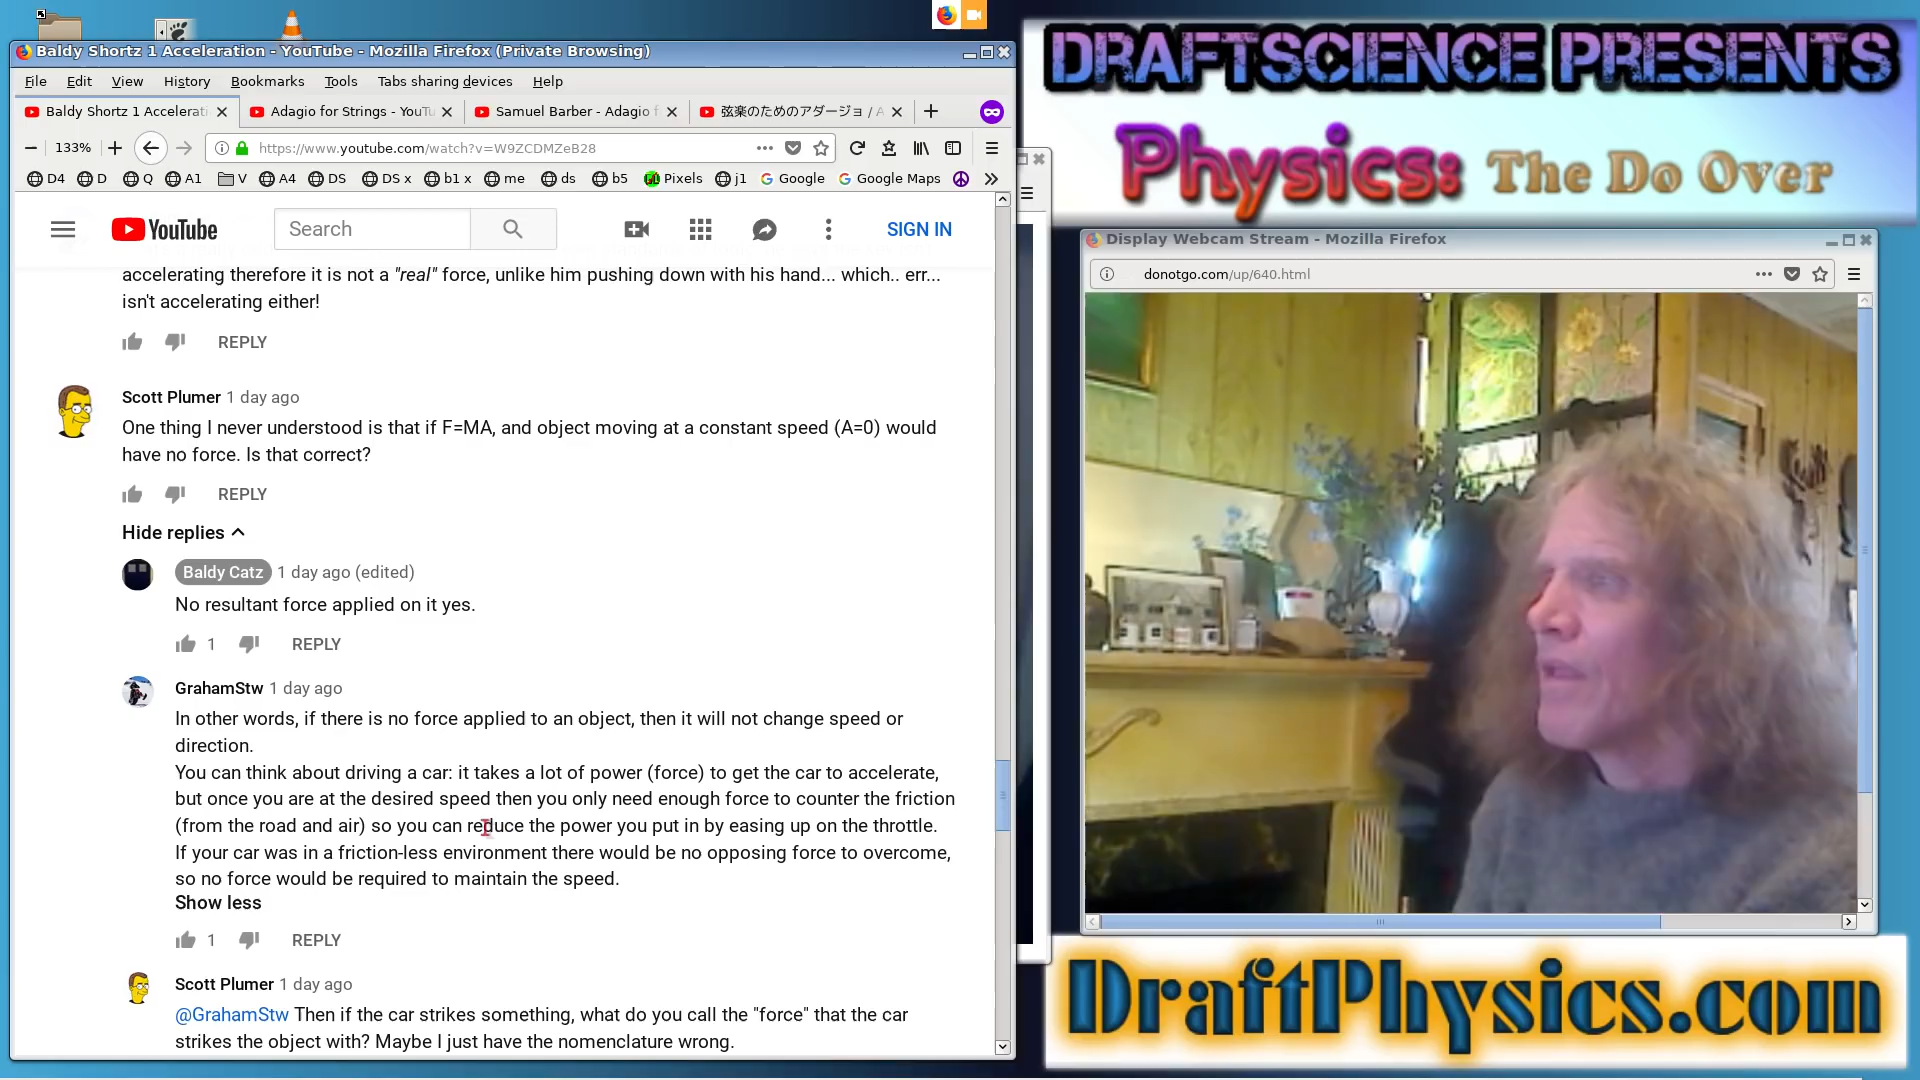 Baldy Shortz 1 Acceleration - YouTube - Mozilla Firefox (Private Browsing)
File Edit View History Bookmarks Tools Tabs sharing devices Help
Baldy Shortz 1 Accelerati
Adagio for Strings - YouTu
Samuel Barber - Adagio f
弦楽のためのアダージョ / A
133%
https://www.youtube.com/watch?v=W9ZCDMZeB28
D4 D Q A1 V A4 DS DS x b1 x me ds b5 Pixels j1 Google Google Maps
YouTube
Search
SIGN IN
accelerating therefore it is not a "real" force, unlike him pushing down with his hand... which.. err...
isn't accelerating either!
REPLY
Scott Plumer 1 day ago
One thing I never understood is that if F=MA, and object moving at a constant speed (A=0) would
have no force. Is that correct?
REPLY
Hide replies
Baldy Catz 1 day ago (edited)
No resultant force applied on it yes.
1 REPLY
GrahamStw 1 day ago
In other words, if there is no force applied to an object, then it will not change speed or
direction.
You can think about driving a car: it takes a lot of power (force) to get the car to accelerate,
but once you are at the desired speed then you only need enough force to counter the friction
(from the road and air) so you can reduce the power you put in by easing up on the throttle.
If your car was in a friction-less environment there would be no opposing force to overcome,
so no force would be required to maintain the speed.
Show less
1 REPLY
Scott Plumer 1 day ago
@GrahamStw Then if the car strikes something, what do you call the "force" that the car
strikes the object with? Maybe I just have the nomenclature wrong.
DRAFTSCIENCE PRESENTS
Physics: The Do Over
Display Webcam Stream - Mozilla Firefox
donotgo.com/up/640.html
DraftPhysics.com